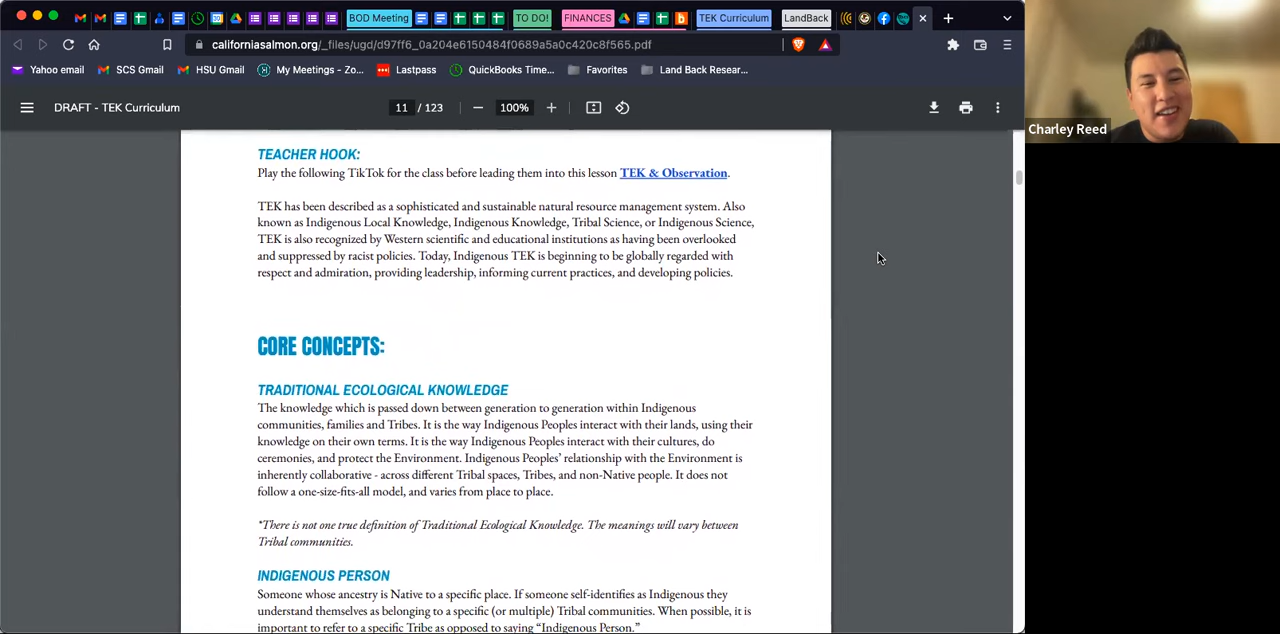 BOD Meeting
TO DO!
FINANCES
TEK Curriculum
LandBack
californiasalmon.org/_files/ugd/d97ff6_0a204e6150484f0689a5a0c420c8f565.pdf
Yahoo email
SCS Gmail
HSU Gmail
My Meetings - Zo...
Lastpass
QuickBooks Time...
Favorites
Land Back Resear...
DRAFT - TEK Curriculum
11 / 123
100%
Charley Reed
TEACHER HOOK:
Play the following TikTok for the class before leading them into this lesson TEK & Observation.
TEK has been described as a sophisticated and sustainable natural resource management system. Also
known as Indigenous Local Knowledge, Indigenous Knowledge, Tribal Science, or Indigenous Science,
TEK is also recognized by Western scientific and educational institutions as having been overlooked
and suppressed by racist policies. Today, Indigenous TEK is beginning to be globally regarded with
respect and admiration, providing leadership, informing current practices, and developing policies.
CORE CONCEPTS:
TRADITIONAL ECOLOGICAL KNOWLEDGE
The knowledge which is passed down between generation to generation within Indigenous
communities, families and Tribes. It is the way Indigenous Peoples interact with their lands, using their
knowledge on their own terms. It is the way Indigenous Peoples interact with their cultures, do
ceremonies, and protect the Environment. Indigenous Peoples' relationship with the Environment is
inherently collaborative - across different Tribal spaces, Tribes, and non-Native people. It does not
follow a one-size-fits-all model, and varies from place to place.
*There is not one true definition of Traditional Ecological Knowledge. The meanings will vary between
Tribal communities.
INDIGENOUS PERSON
Someone whose ancestry is Native to a specific place. If someone self-identifies as Indigenous they
understand themselves as belonging to a specific (or multiple) Tribal communities. When possible, it is
important to refer to a specific Tribe as opposed to saying “Indigenous Person.”